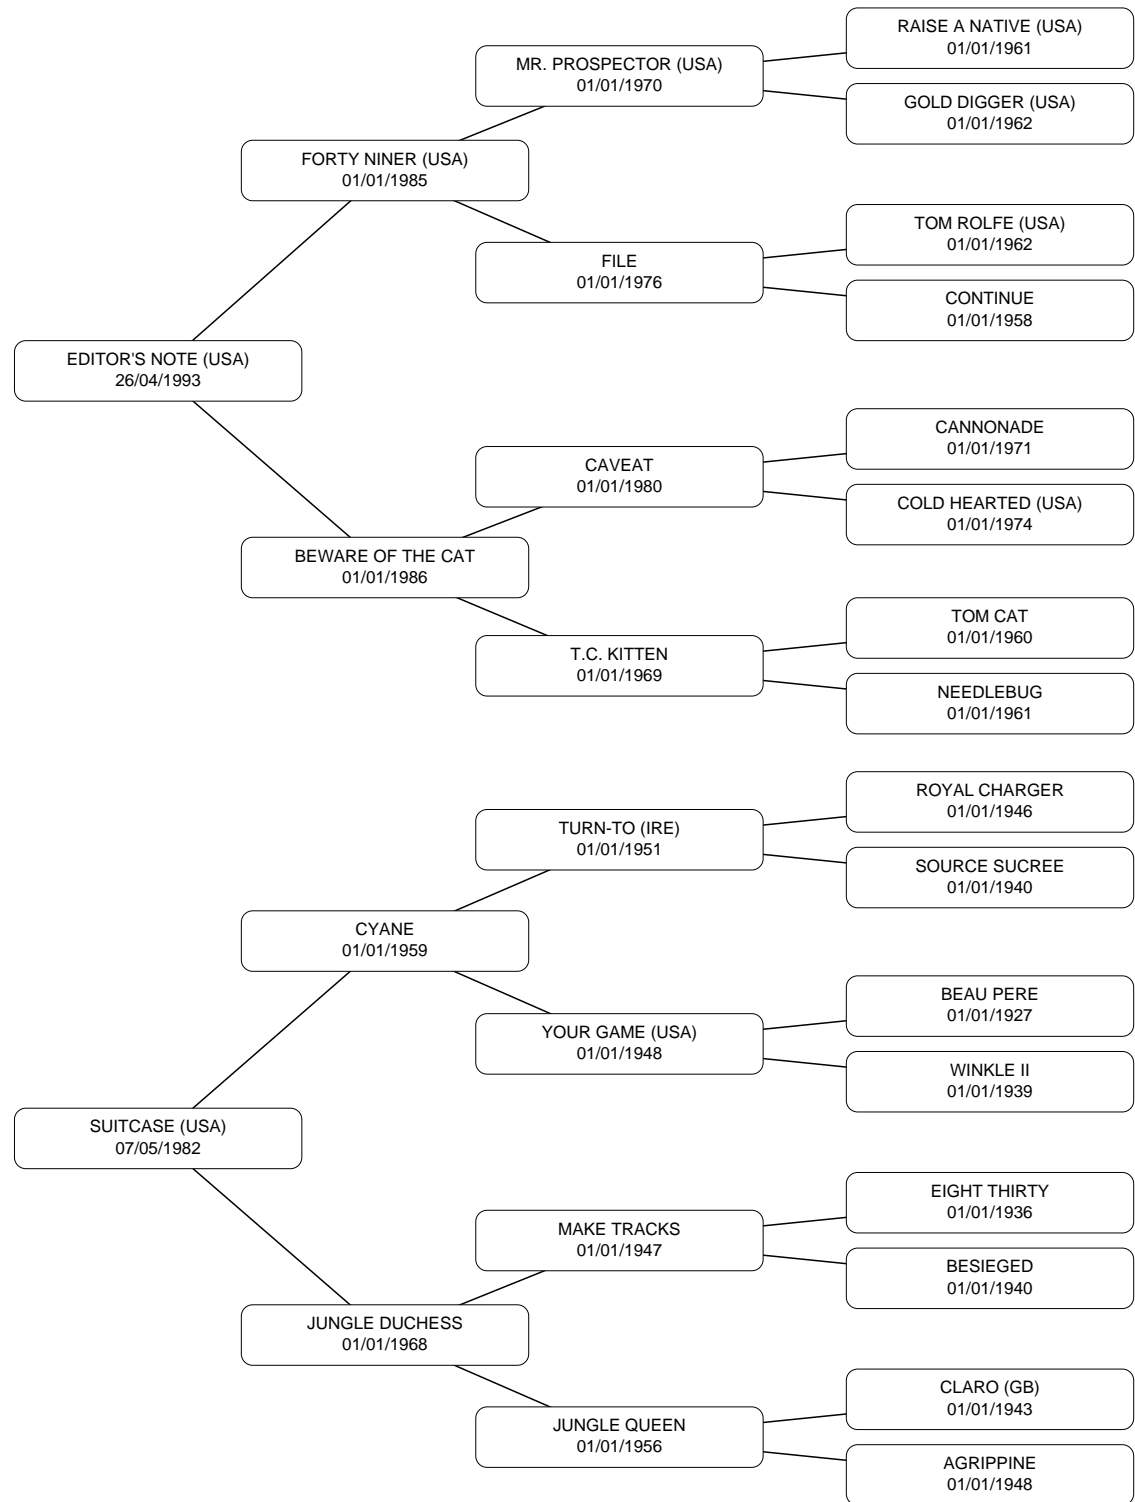 RAISE A NATIVE (USA)
01/01/1961
MR. PROSPECTOR (USA)
01/01/1970
GOLD DIGGER (USA)
01/01/1962
FORTY NINER (USA)
01/01/1985
TOM ROLFE (USA)
01/01/1962
FILE
01/01/1976
CONTINUE
01/01/1958
EDITOR'S NOTE (USA)
26/04/1993
CANNONADE
01/01/1971
CAVEAT
01/01/1980
COLD HEARTED (USA)
01/01/1974
BEWARE OF THE CAT
01/01/1986
TOM CAT
01/01/1960
T.C. KITTEN
01/01/1969
NEEDLEBUG
01/01/1961
ROYAL CHARGER
01/01/1946
TURN-TO (IRE)
01/01/1951
SOURCE SUCREE
01/01/1940
CYANE
01/01/1959
BEAU PERE
01/01/1927
YOUR GAME (USA)
01/01/1948
WINKLE II
01/01/1939
SUITCASE (USA)
07/05/1982
EIGHT THIRTY
01/01/1936
MAKE TRACKS
01/01/1947
BESIEGED
01/01/1940
JUNGLE DUCHESS
01/01/1968
CLARO (GB)
01/01/1943
JUNGLE QUEEN
01/01/1956
AGRIPPINE
01/01/1948